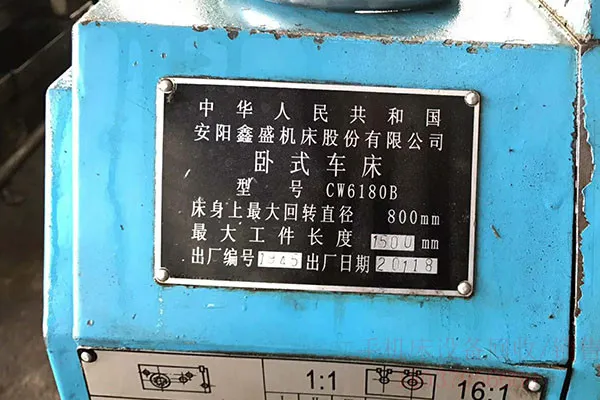 中华人民共和国
安阳鑫盛机床股份有限公司
卧式车床
型号 CW6180B
床身上最大回转直径 800mm
最大工件长度 1500 mm
出厂编号 1945 出厂日期 20118
1:1 16:1